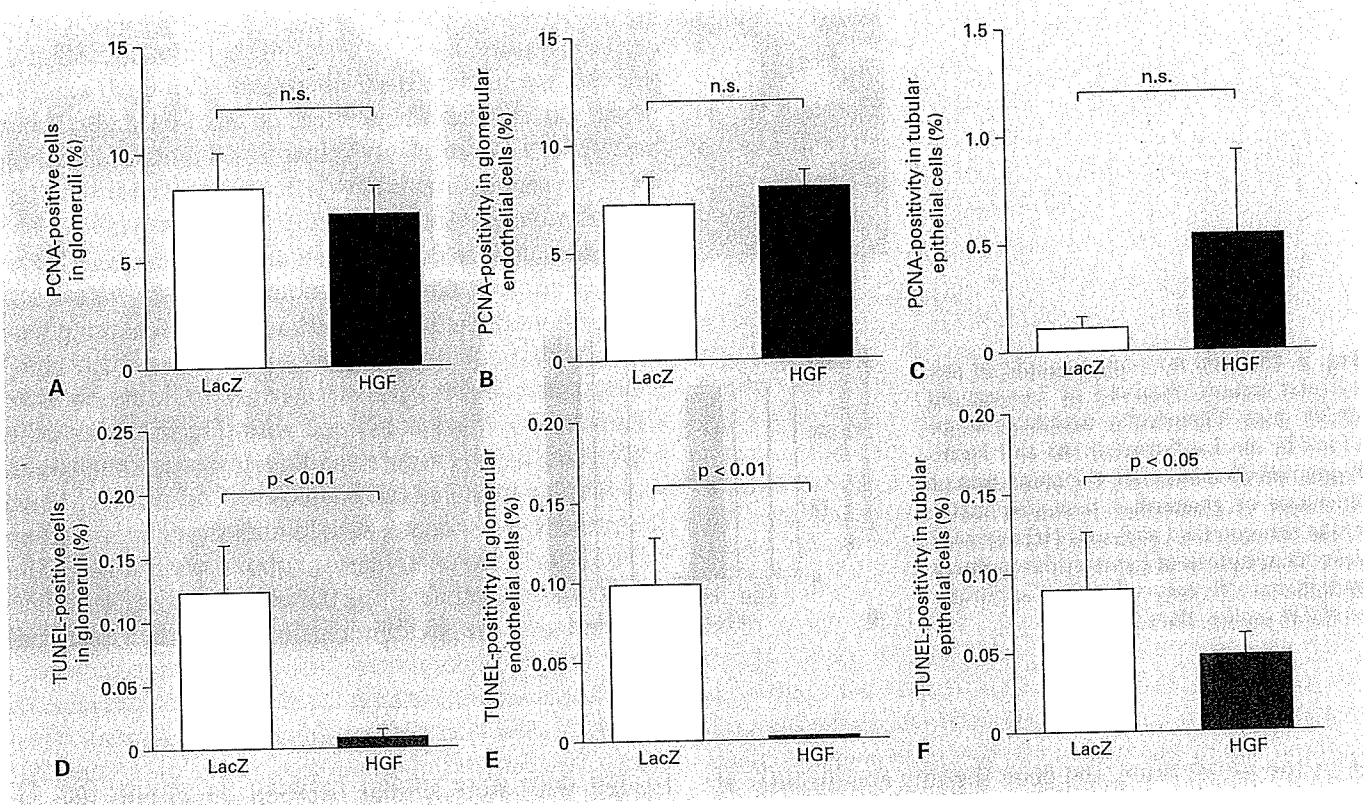 PCNA-positive cells
in glomeruli (%)
15
10
5
0
n.s.
LacZ
HGF
A
PCNA-positivity in glomerular
endothelial cells (%)
15
10
5
0
n.s.
LacZ
HGF
B
PCNA-positivity in tubular
epithelial cells (%)
1.5
1.0
0.5
0
n.s.
LacZ
HGF
C
TUNEL-positive cells
in glomeruli (%)
0.25
0.20
0.15
0.10
0.05
0
p < 0.01
LacZ
HGF
D
TUNEL-positivity in glomerular
endothelial cells (%)
0.20
0.15
0.10
0.05
0
p < 0.01
LacZ
HGF
E
TUNEL-positivity in tubular
epithelial cells (%)
0.20
0.15
0.10
0.05
0
p < 0.05
LacZ
HGF
F